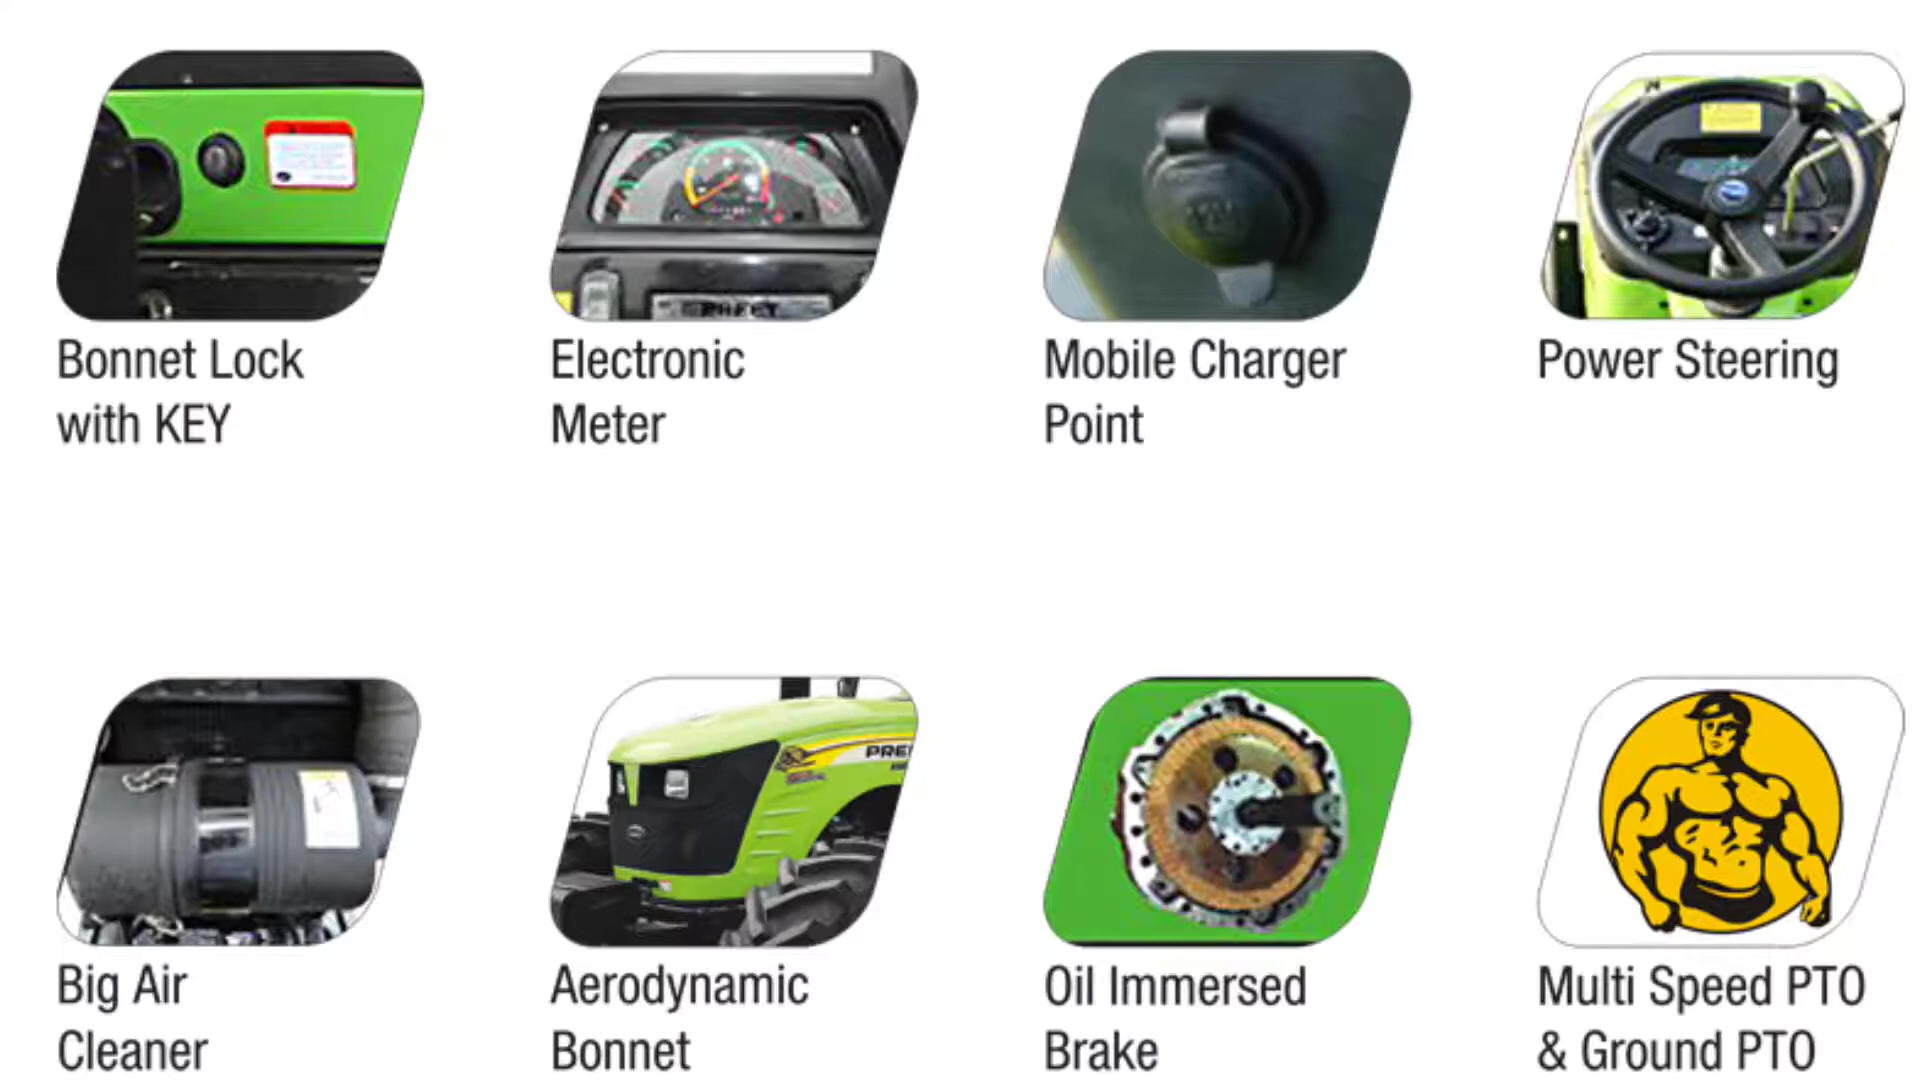 Bonnet Lock
with KEY
Electronic
Meter
Mobile Charger
Point
Power Steering
Big Air
Cleaner
Aerodynamic
Bonnet
Oil Immersed
Brake
Multi Speed PTO
& Ground PTO